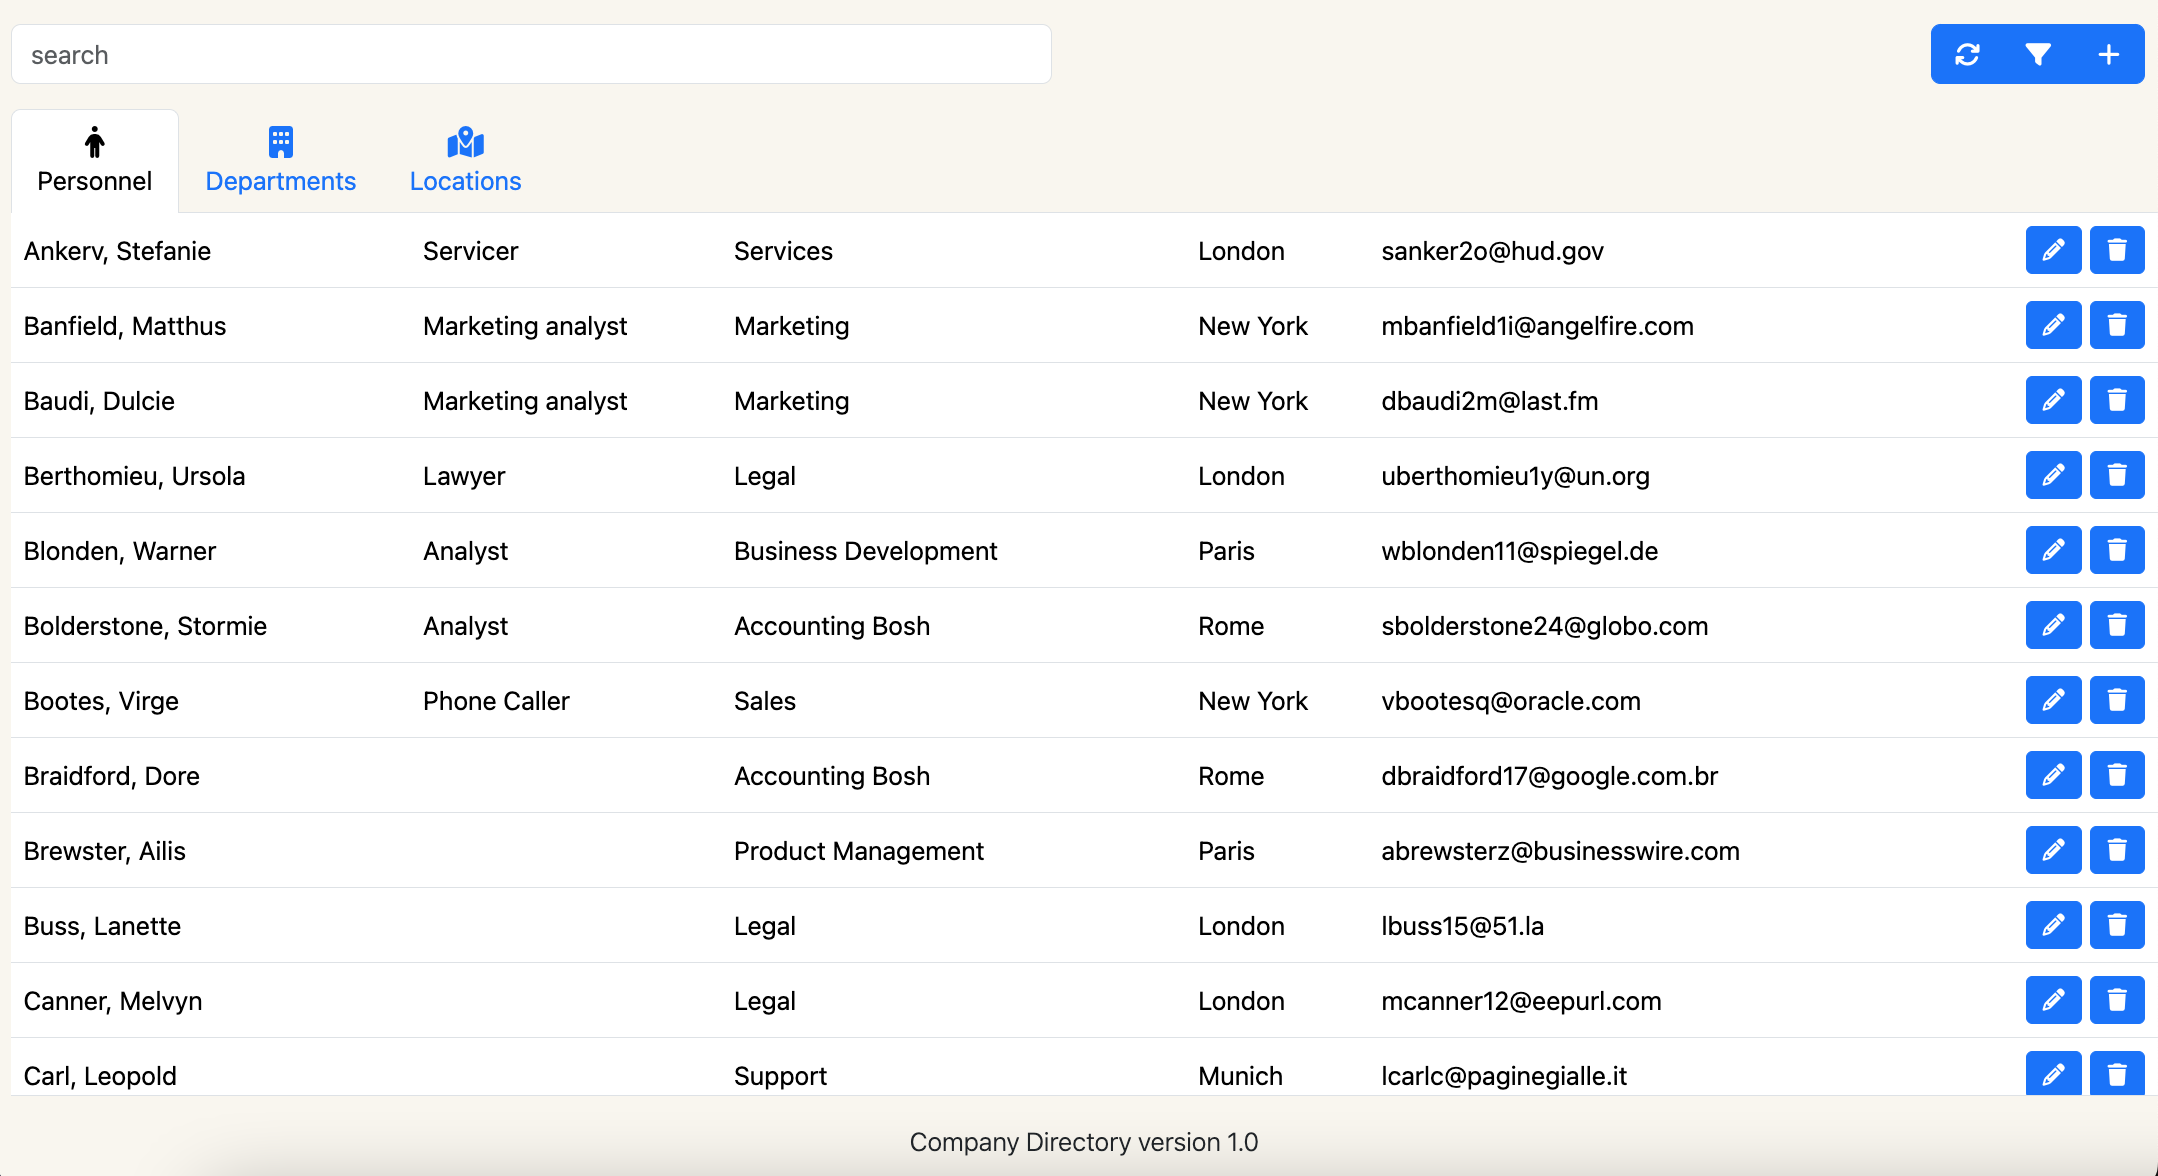 search
Personnel Departments Locations
Ankerv, Stefanie Servicer Services London sanker2o@hud.gov
Banfield, Matthus Marketing analyst Marketing New York mbanfield1i@angelfire.com
Baudi, Dulcie Marketing analyst Marketing New York dbaudi2m@last.fm
Berthomieu, Ursola Lawyer Legal London uberthomieu1y@un.org
Blonden, Warner Analyst Business Development Paris wblonden11@spiegel.de
Bolderstone, Stormie Analyst Accounting Bosh Rome sbolderstone24@globo.com
Bootes, Virge Phone Caller Sales New York vbootesq@oracle.com
Braidford, Dore Accounting Bosh Rome dbraidford17@google.com.br
Brewster, Ailis Product Management Paris abrewsterz@businesswire.com
Buss, Lanette Legal London lbuss15@51.la
Canner, Melvyn Legal London mcanner12@eepurl.com
Carl, Leopold Support Munich lcarlc@paginegialle.it
Company Directory version 1.0